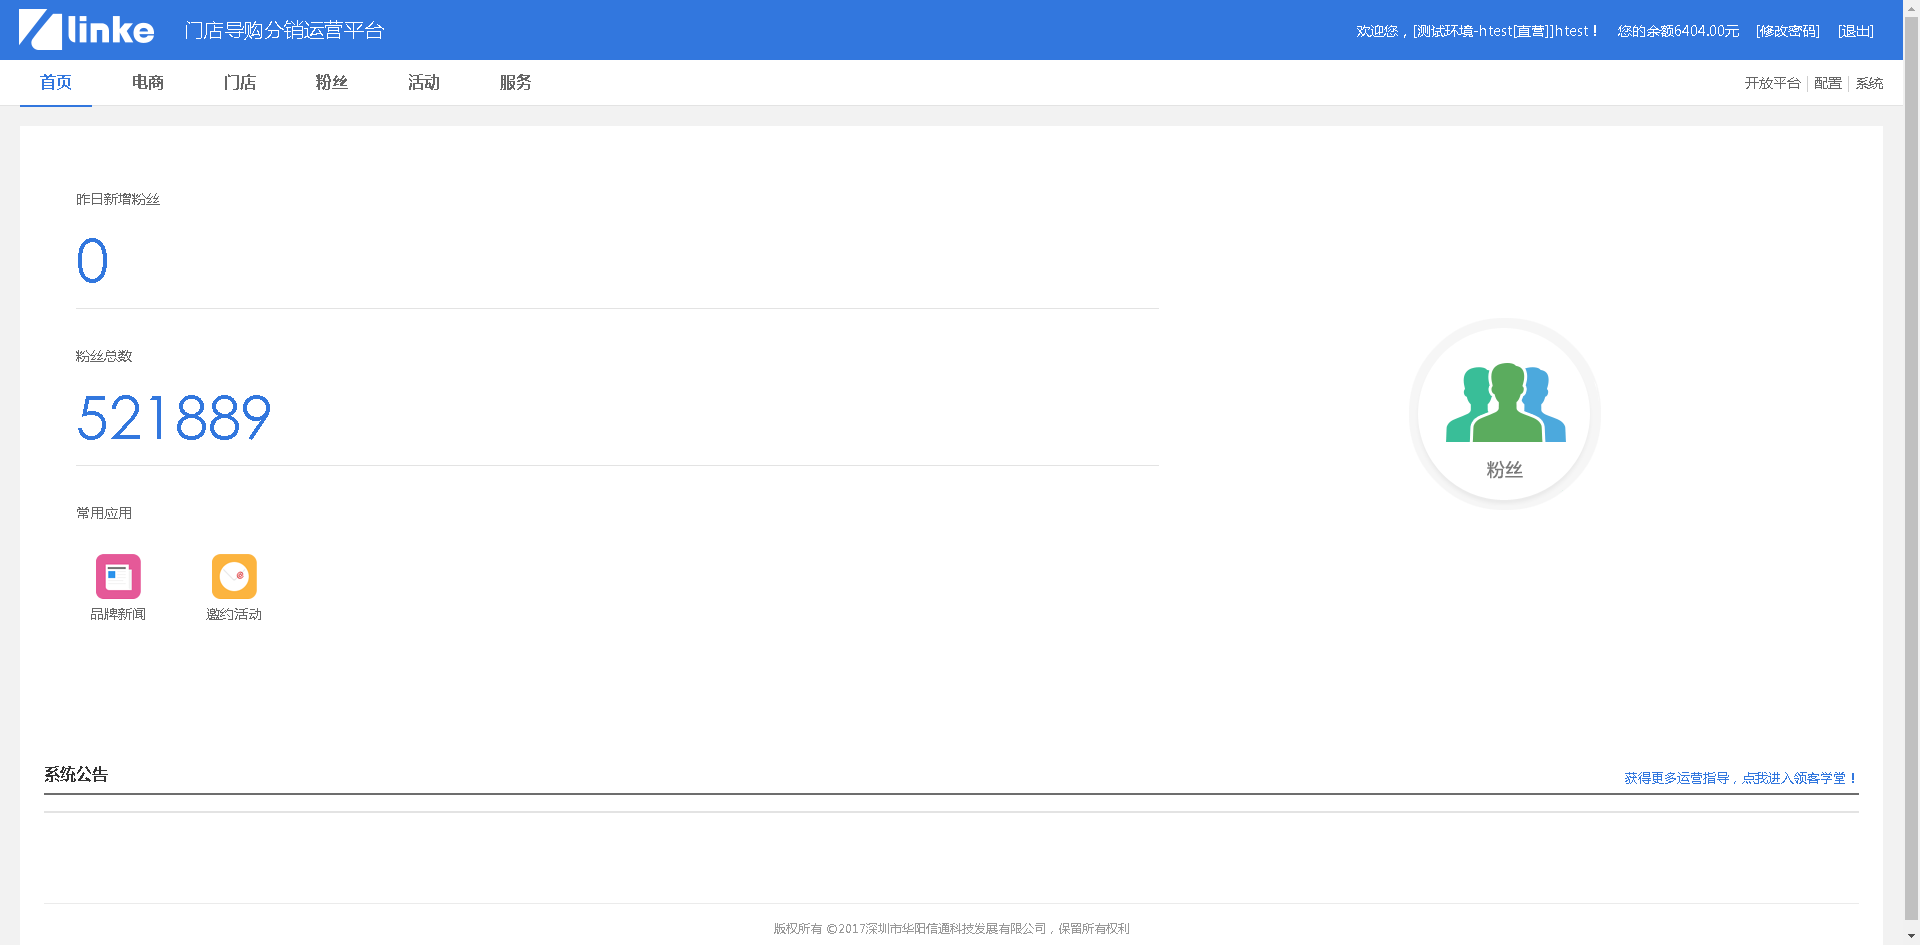 linke 门店导购分销运营平台 欢迎您，[测试环境-htest[直营]]htest！ 您的余额6404.00元 [修改密码] [退出]
首页 电商 门店 粉丝 活动 服务 开放平台 配置 系统
昨日新增粉丝
0
粉丝总数
521889
粉丝
常用应用
品牌新闻 邀约活动
系统公告 获得更多运营指导，点我进入领客学堂！
版权所有 ©2017深圳市华阳信通科技发展有限公司，保留所有权利